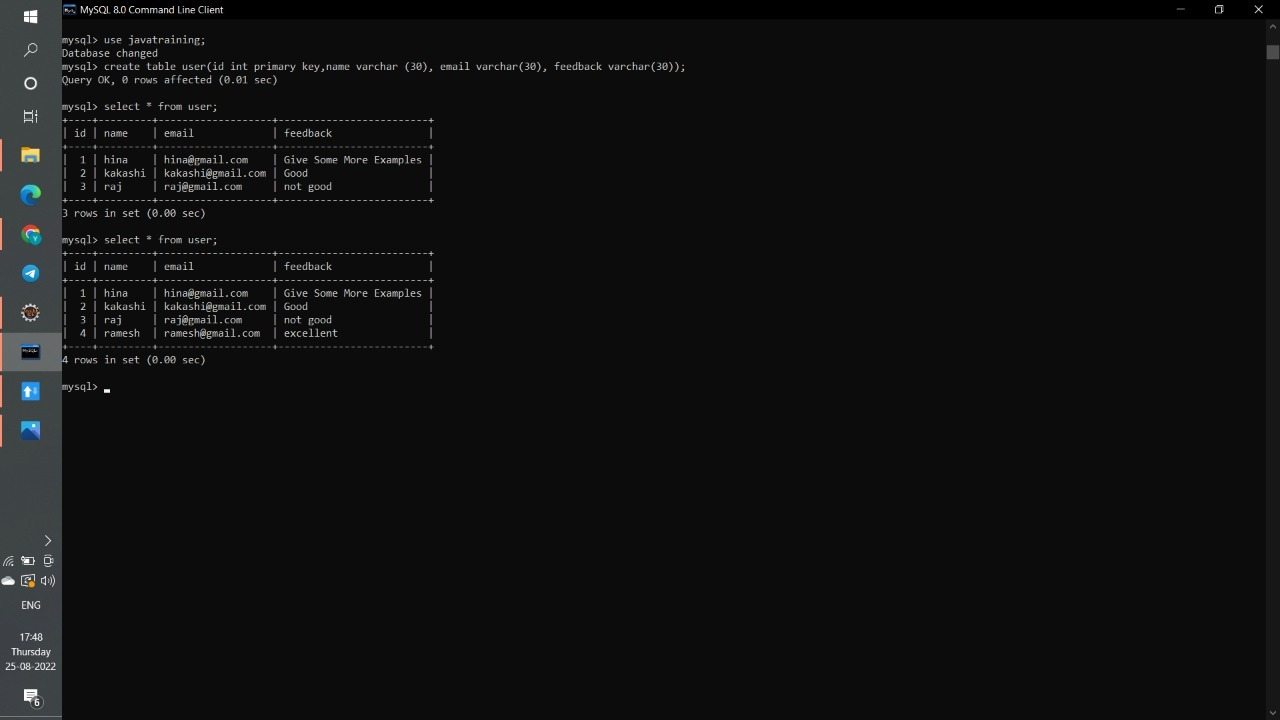 MySQL 8.0 Command Line Client
mysql> use javatraining;
Database changed
mysql> create table user(id int primary key,name varchar (30), email varchar(30), feedback varchar(30));
Query OK, 0 rows affected (0.01 sec)
mysql> select * from user;
+----+---------+-------------------+-------------------------+
| id | name    | email             | feedback                |
+----+---------+-------------------+-------------------------+
|  1 | hina    | hina@gmail.com    | Give Some More Examples |
|  2 | kakashi | kakashi@gmail.com | Good                    |
|  3 | raj     | raj@gmail.com     | not good                |
+----+---------+-------------------+-------------------------+
3 rows in set (0.00 sec)
mysql> select * from user;
+----+---------+-------------------+-------------------------+
| id | name    | email             | feedback                |
+----+---------+-------------------+-------------------------+
|  1 | hina    | hina@gmail.com    | Give Some More Examples |
|  2 | kakashi | kakashi@gmail.com | Good                    |
|  3 | raj     | raj@gmail.com     | not good                |
|  4 | ramesh  | ramesh@gmail.com  | excellent               |
+----+---------+-------------------+-------------------------+
4 rows in set (0.00 sec)
mysql>
ENG
17:48
Thursday
25-08-2022
6